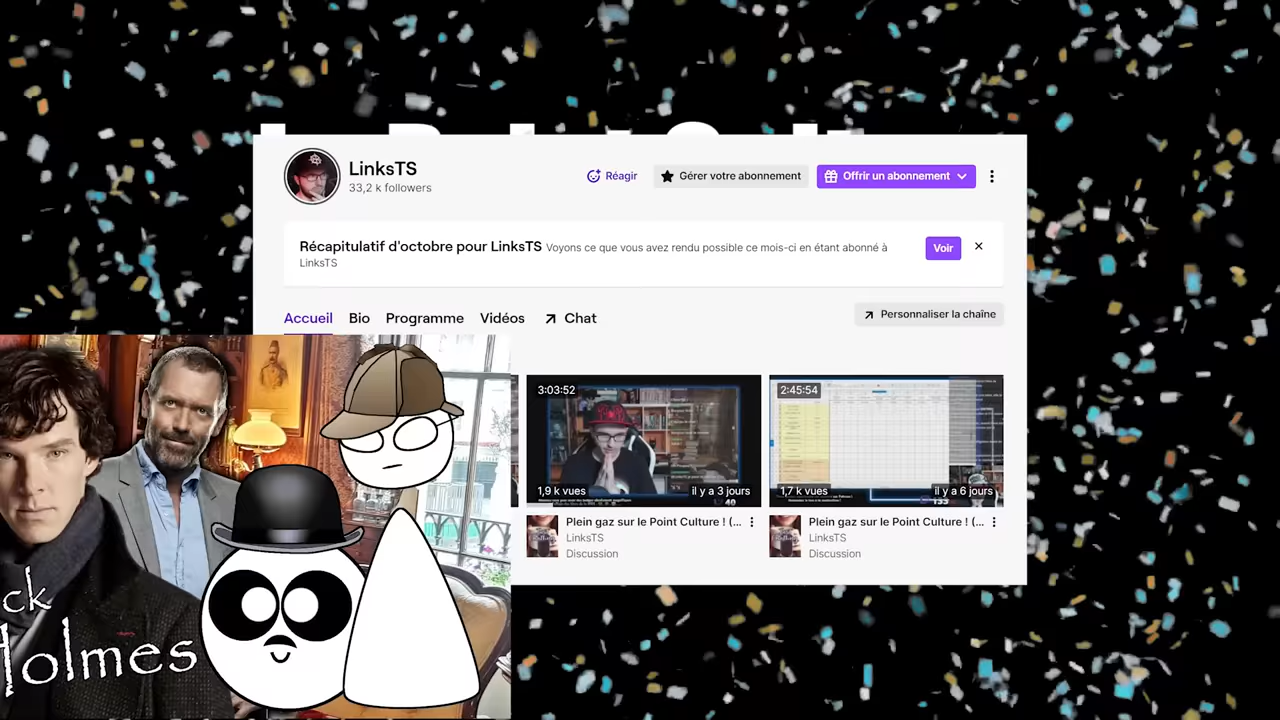 LinksTS
33,2 k followers
Réagir
Gérer votre abonnement
Offrir un abonnement
Récapitulatif d'octobre pour LinksTS Voyons ce que vous avez rendu possible ce mois-ci en étant abonné à
LinksTS
Voir
Accueil
Bio
Programme
Vidéos
Chat
Personnaliser la chaîne
3:03:52
1,9 k vues
il y a 3 jours
Plein gaz sur le Point Culture ! (...
LinksTS
Discussion
2:45:54
1,7 k vues
il y a 6 jours
Plein gaz sur le Point Culture ! (...
LinksTS
Discussion
ck
Holmes